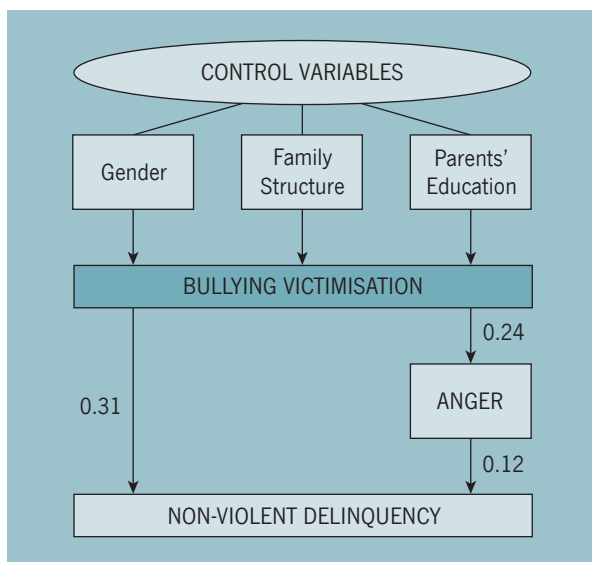 CONTROL VARIABLES
Gender
Family
Structure
Parents'
Education
BULLYING VICTIMISATION
0.24
0.31
ANGER
0.12
NON-VIOLENT DELINQUENCY